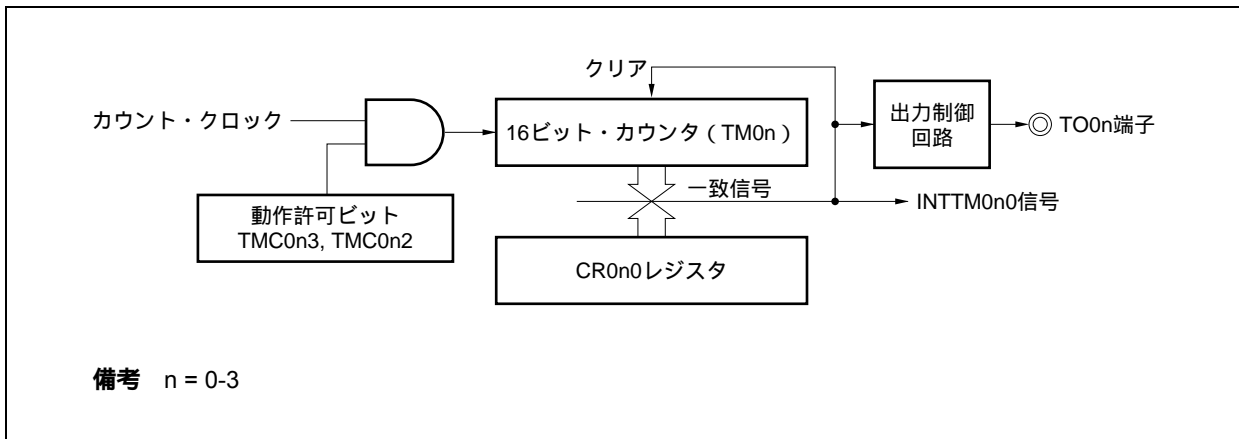 クリア
カウント・クロック
16ビット・カウンタ（TM0n）
出力制御
回路
TO0n端子
一致信号
INTTM0n0信号
動作許可ビット
TMC0n3, TMC0n2
CR0n0レジスタ
備考 n = 0-3